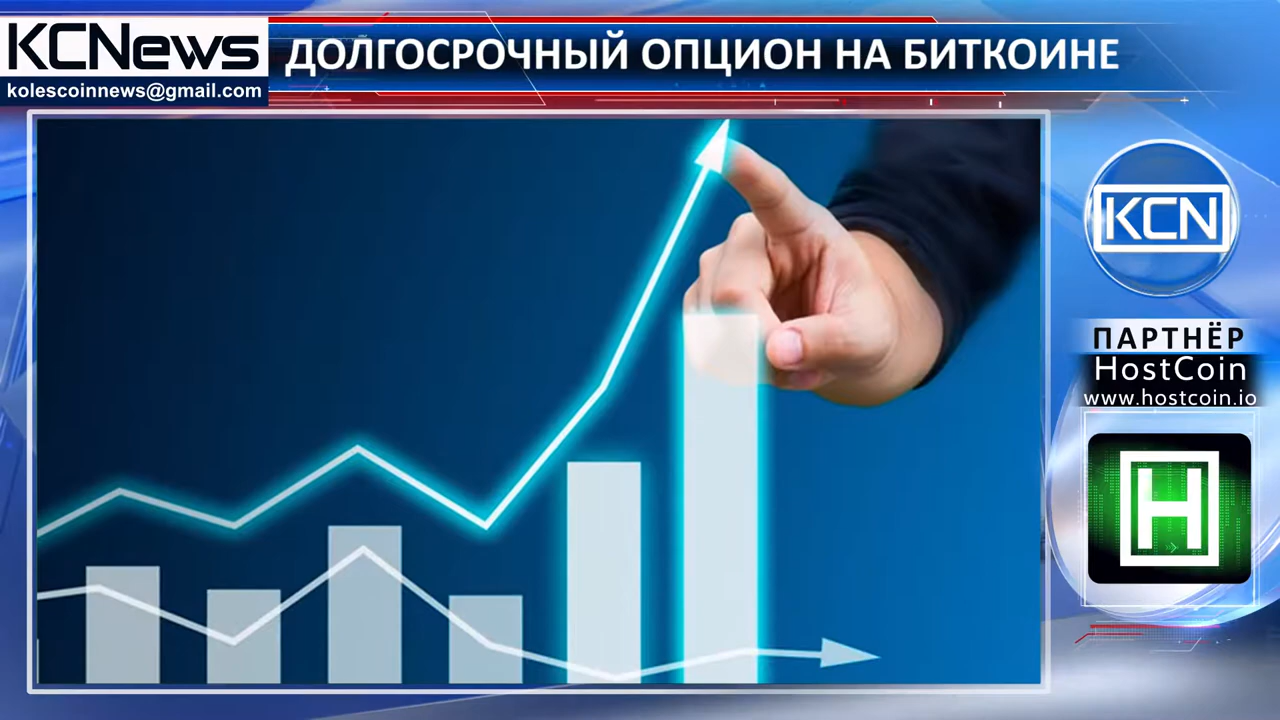 KCNews
kolescoinnews@gmail.com
ДОЛГОСРОЧНЫЙ ОПЦИОН НА БИТКОИНЕ
KCN
ПАРТНЁР
HostCoin
www.hostcoin.io
H